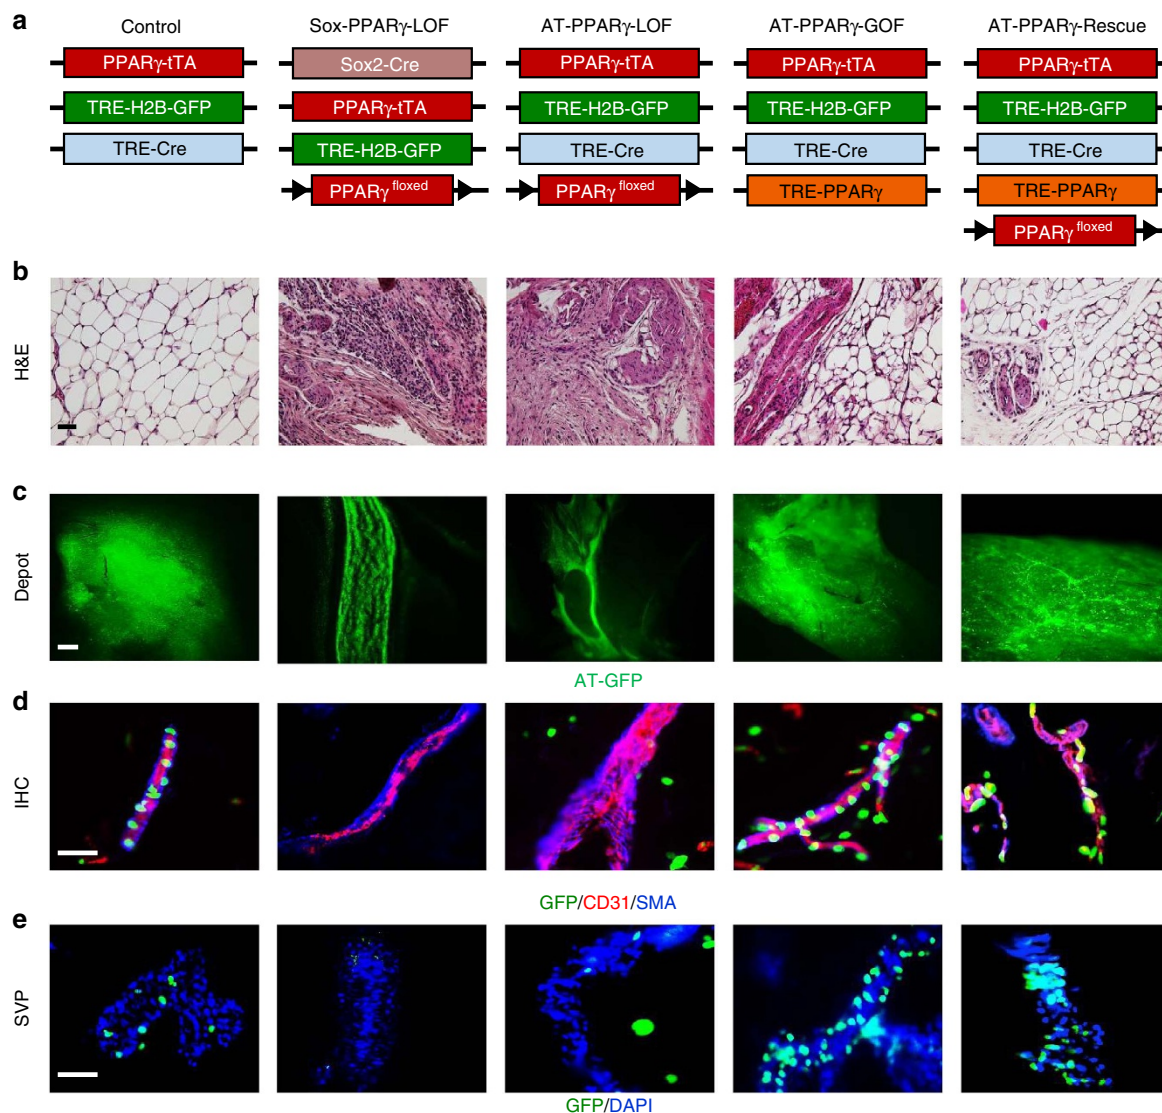 a
Control Sox-PPARγ-LOF AT-PPARγ-LOF AT-PPARγ-GOF AT-PPARγ-Rescue
PPARγ-tTA Sox2-Cre PPARγ-tTA PPARγ-tTA PPARγ-tTA
TRE-H2B-GFP PPARγ-tTA TRE-H2B-GFP TRE-H2B-GFP TRE-H2B-GFP
TRE-Cre TRE-H2B-GFP TRE-Cre TRE-Cre TRE-Cre
PPARγ floxed PPARγ floxed TRE-PPARγ TRE-PPARγ
PPARγ floxed
b
H&E
c
Depot
AT-GFP
d
IHC
GFP/CD31/SMA
e
SVP
GFP/DAPI